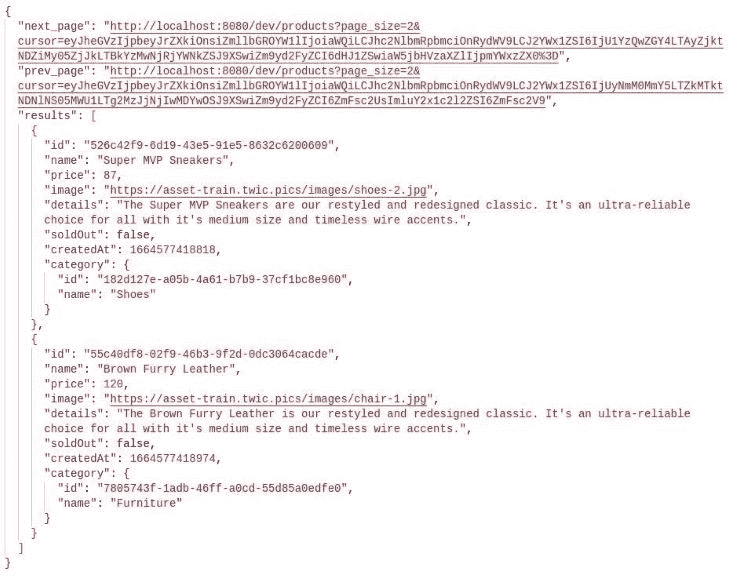 {
"next_page": "http://localhost:8080/dev/products?page_size=2&
cursor=eyJheGVzIjpbeyJrZXkiOnsiZmllbGROYW1lIjoiaWQiLCJhc2NlbmRpbmciOnRydWV9LCJ2YWx1ZSI6IjU1YzQwZGY4LTAyZjkt
NDZiMy05ZjJkLTBkYzMwNjRjYWNkZSJ9XSwiZm9yd2FyZCI6dHJ1ZSwiaW5jbHVzaXZlIjpmYWxzZX0%3D",
"prev_page": "http://localhost:8080/dev/products?page_size=2&
cursor=eyJheGVzIjpbeyJrZXkiOnsiZmllbGROYW1lIjoiaWQiLCJhc2NlbmRpbmciOnRydWV9LCJ2YWx1ZSI6IjUyNmM0MmY5LTZkMTkt
NDNlNS05MWU1LTg2MzJjNjIwMDYwOSJ9XSwiZm9yd2FyZCI6ZmFsc2UsImluY2x1c2l2ZSI6ZmFsc2V9",
"results": [
{
"id": "526c42f9-6d19-43e5-91e5-8632c6200609",
"name": "Super MVP Sneakers",
"price": 87,
"image": "https://asset-train.twic.pics/images/shoes-2.jpg",
"details": "The Super MVP Sneakers are our restyled and redesigned classic. It's an ultra-reliable
choice for all with it's medium size and timeless wire accents.",
"soldOut": false,
"createdAt": 1664577418818,
"category": {
"id": "182d127e-a05b-4a61-b7b9-37cf1bc8e960",
"name": "Shoes"
}
},
{
"id": "55c40df8-02f9-46b3-9f2d-0dc3064cacde",
"name": "Brown Furry Leather",
"price": 120,
"image": "https://asset-train.twic.pics/images/chair-1.jpg",
"details": "The Brown Furry Leather is our restyled and redesigned classic. It's an ultra-reliable
choice for all with it's medium size and timeless wire accents.",
"soldOut": false,
"createdAt": 1664577418974,
"category": {
"id": "7805743f-1adb-46ff-a0cd-55d85a0edfe0",
"name": "Furniture"
}
}
]
}